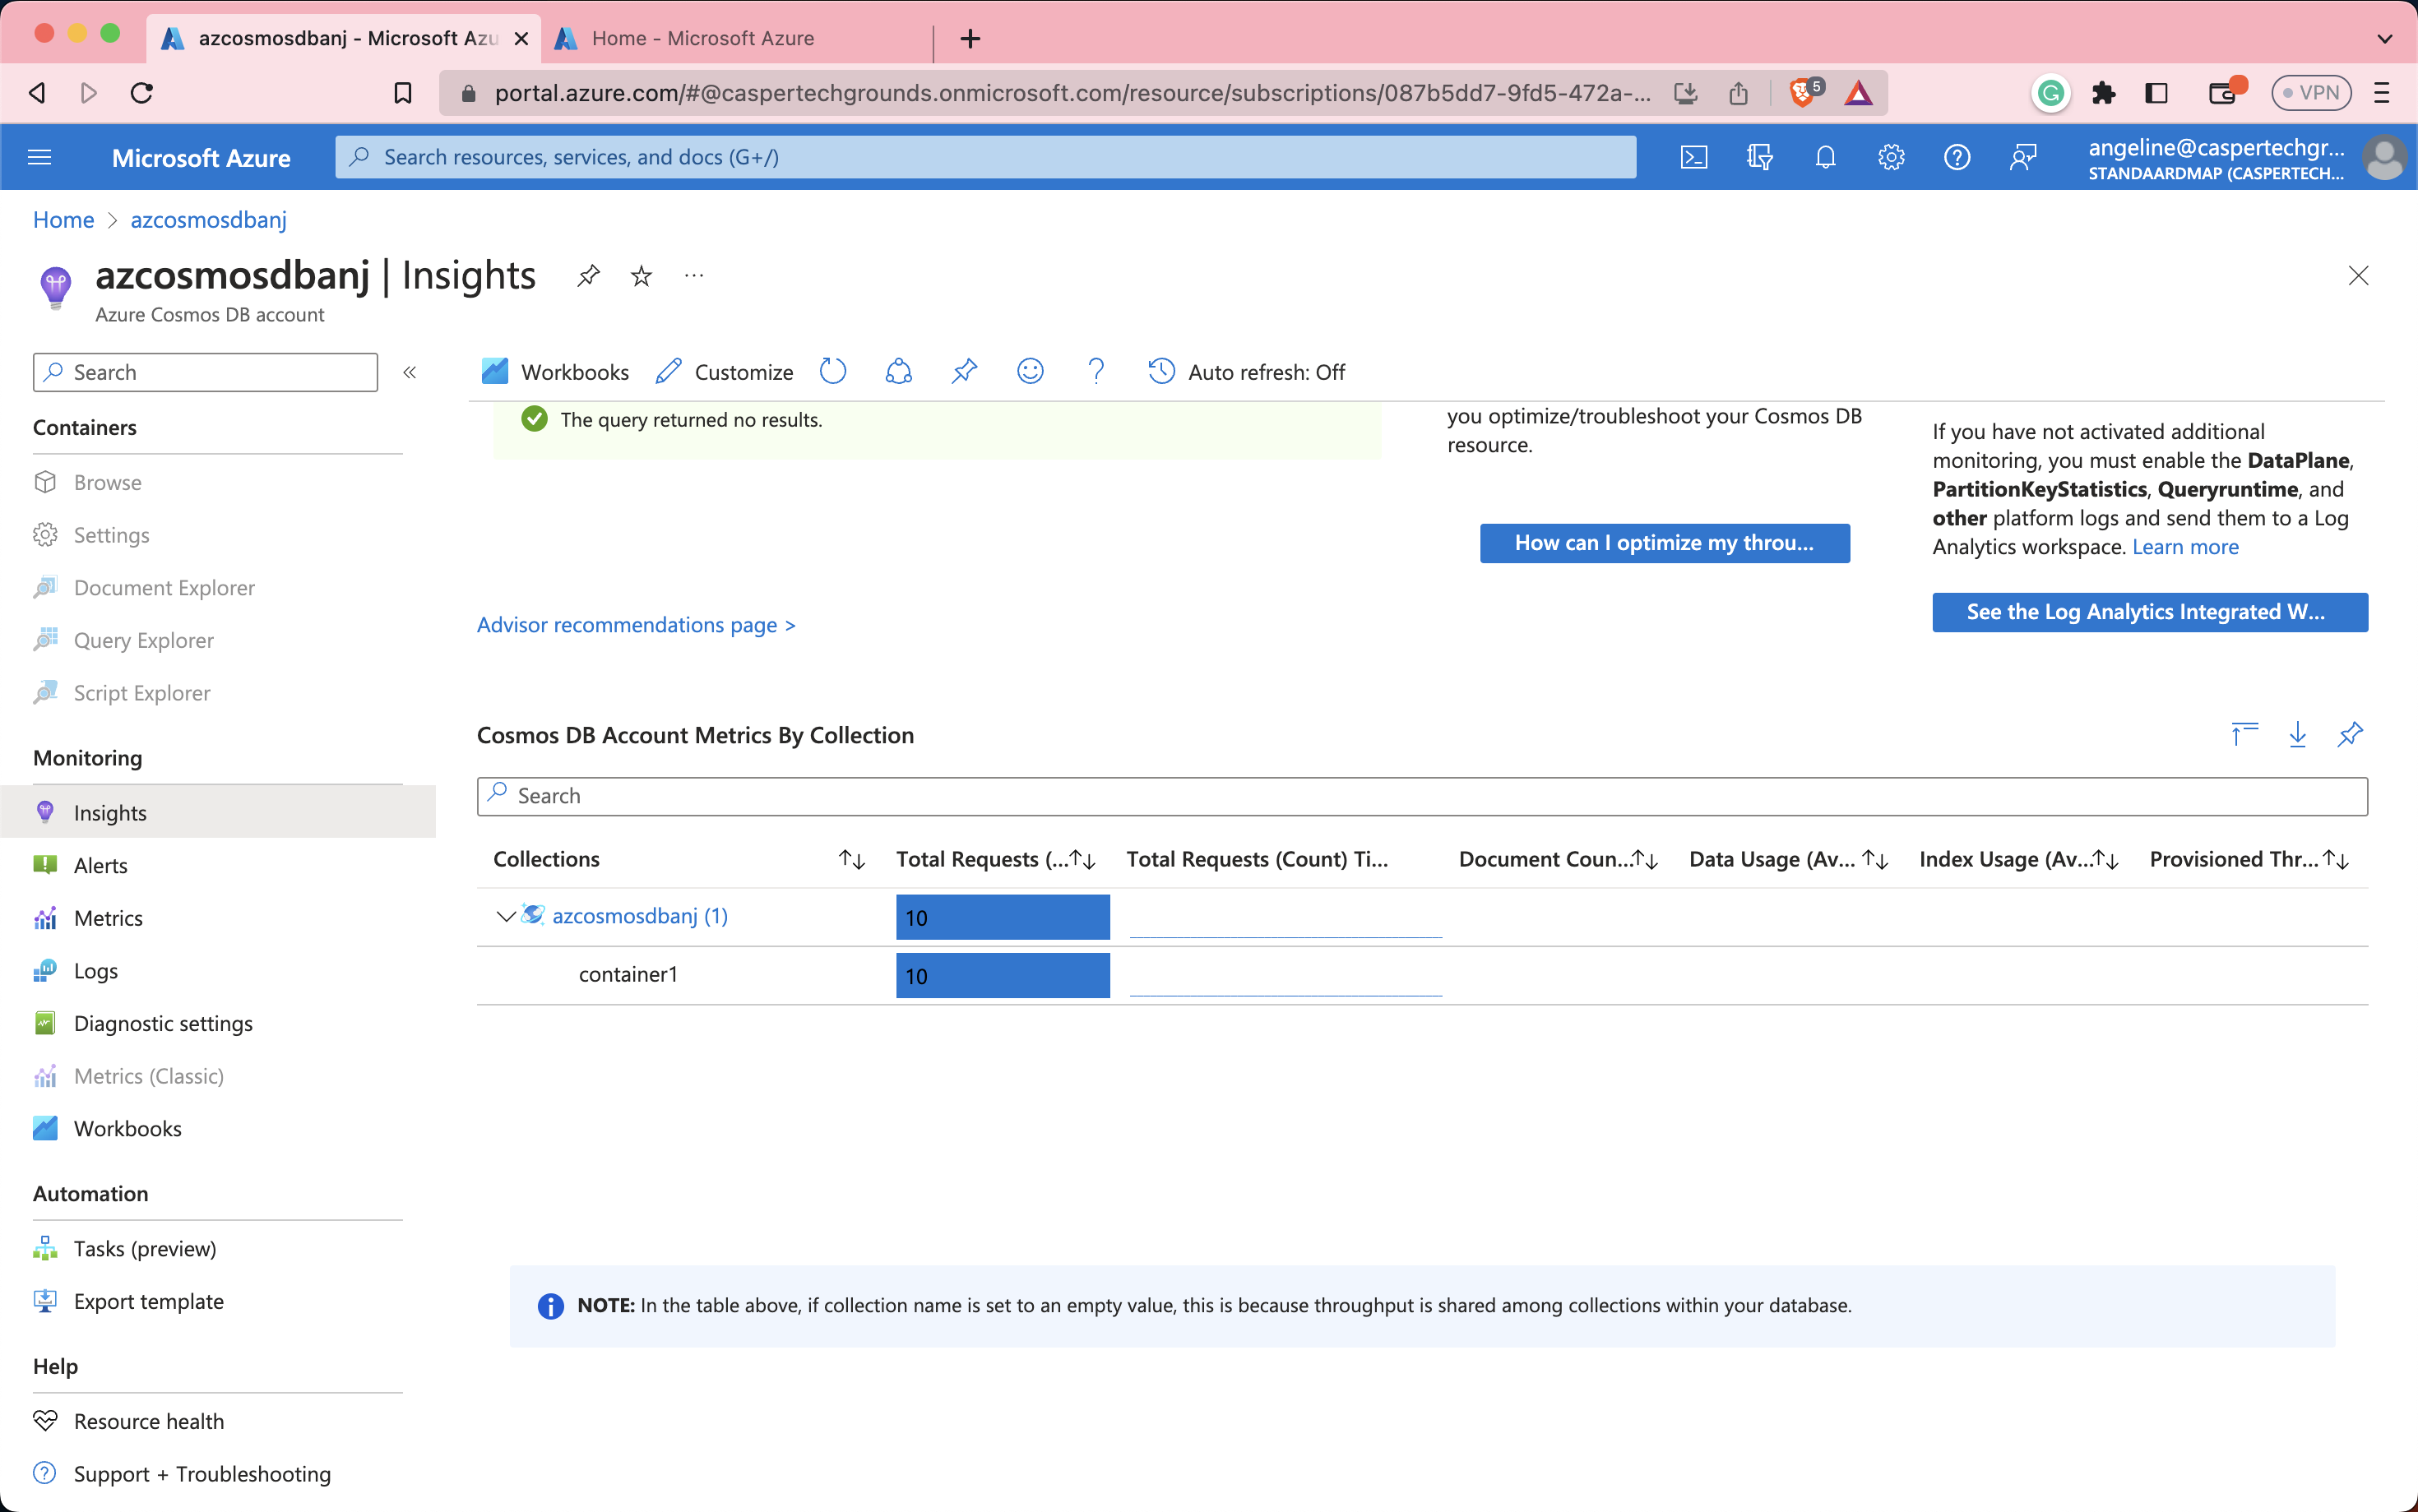 azcosmosdbanj - Microsoft Azu
Home - Microsoft Azure
portal.azure.com/#@caspertechgrounds.onmicrosoft.com/resource/subscriptions/087b5dd7-9fd5-472a-...
5
VPN
Microsoft Azure
Search resources, services, and docs (G+/)
angeline@caspertechgr...
STANDAARDMAP (CASPERTECH...
Home > azcosmosdbanj
azcosmosdbanj | Insights
Azure Cosmos DB account
Search
Containers
Browse
Settings
Document Explorer
Query Explorer
Script Explorer
Monitoring
Insights
Alerts
Metrics
Logs
Diagnostic settings
Metrics (Classic)
Workbooks
Automation
Tasks (preview)
Export template
Help
Resource health
Support + Troubleshooting
Workbooks
Customize
Auto refresh: Off
The query returned no results.
Advisor recommendations page >
you optimize/troubleshoot your Cosmos DB
resource.
How can I optimize my throu...
If you have not activated additional
monitoring, you must enable the DataPlane,
PartitionKeyStatistics, Queryruntime, and
other platform logs and send them to a Log
Analytics workspace. Learn more
See the Log Analytics Integrated W...
Cosmos DB Account Metrics By Collection
Search
Collections Total Requests (... Total Requests (Count) Ti... Document Coun... Data Usage (Av... Index Usage (Av... Provisioned Thr...
azcosmosdbanj (1) 10
container1 10
NOTE: In the table above, if collection name is set to an empty value, this is because throughput is shared among collections within your database.